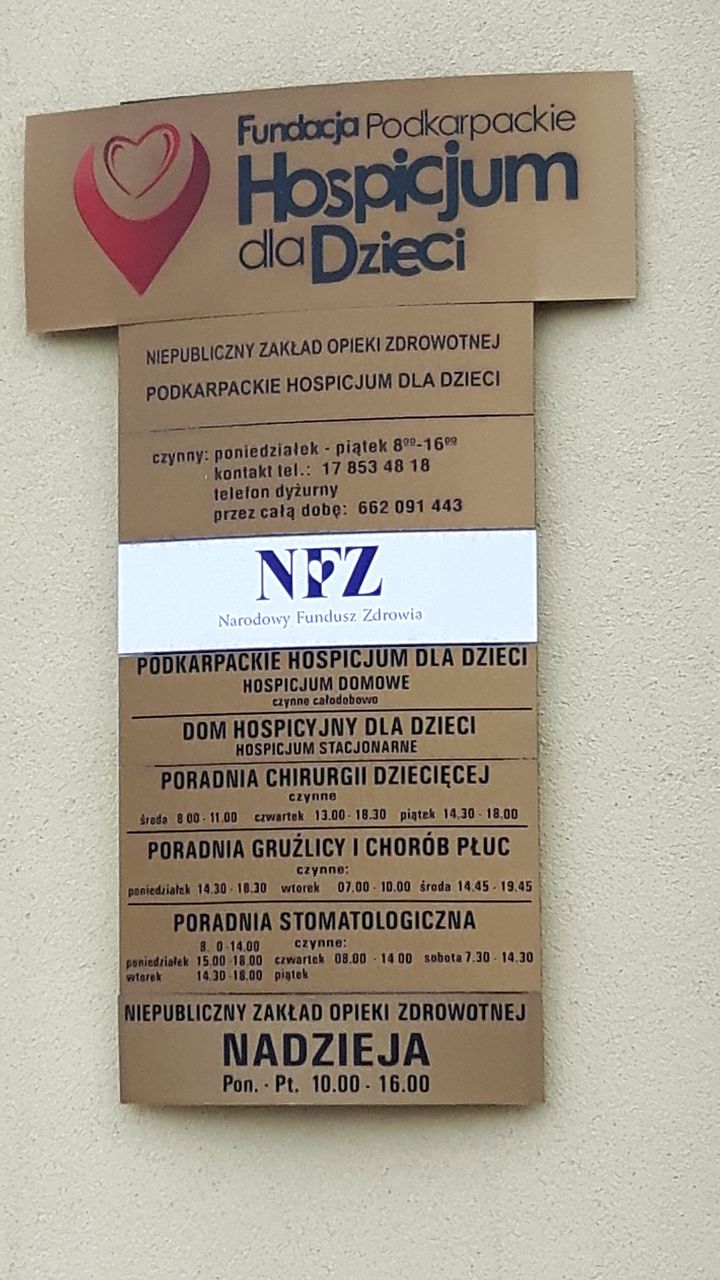 Fundacja Podkarpackie
Hospicjum
dla Dzieci
NIEPUBLICZNY ZAKŁAD OPIEKI ZDROWOTNEJ
PODKARPACKIE HOSPICJUM DLA DZIECI
czynny: poniedziałek - piątek 8⁰⁰-16⁰⁰
kontakt tel.: 17 853 48 18
telefon dyżurny
przez całą dobę: 662 091 443
NFZ
Narodowy Fundusz Zdrowia
PODKARPACKIE HOSPICJUM DLA DZIECI
HOSPICJUM DOMOWE
czynne całodobowo
DOM HOSPICYJNY DLA DZIECI
HOSPICJUM STACJONARNE
PORADNIA CHIRURGII DZIECIĘCEJ
czynne
środa 8 00 - 11.00 czwartek 13.00 - 18.30 piątek 14.30 - 18.00
PORADNIA GRUŹLICY I CHORÓB PŁUC
czynne:
poniedziałek 14.30 - 18.30 wtorek 07.00 - 10.00 środa 14.45 - 19.45
PORADNIA STOMATOLOGICZNA
8. 0 -14.00 czynne:
poniedziałek 15.00 -18.00 czwartek 08.00 - 14 00 sobota 7.30 - 14.30
wtorek 14.30 -18.00 piątek
NIEPUBLICZNY ZAKŁAD OPIEKI ZDROWOTNEJ
NADZIEJA
Pon. - Pt. 10.00 - 16.00